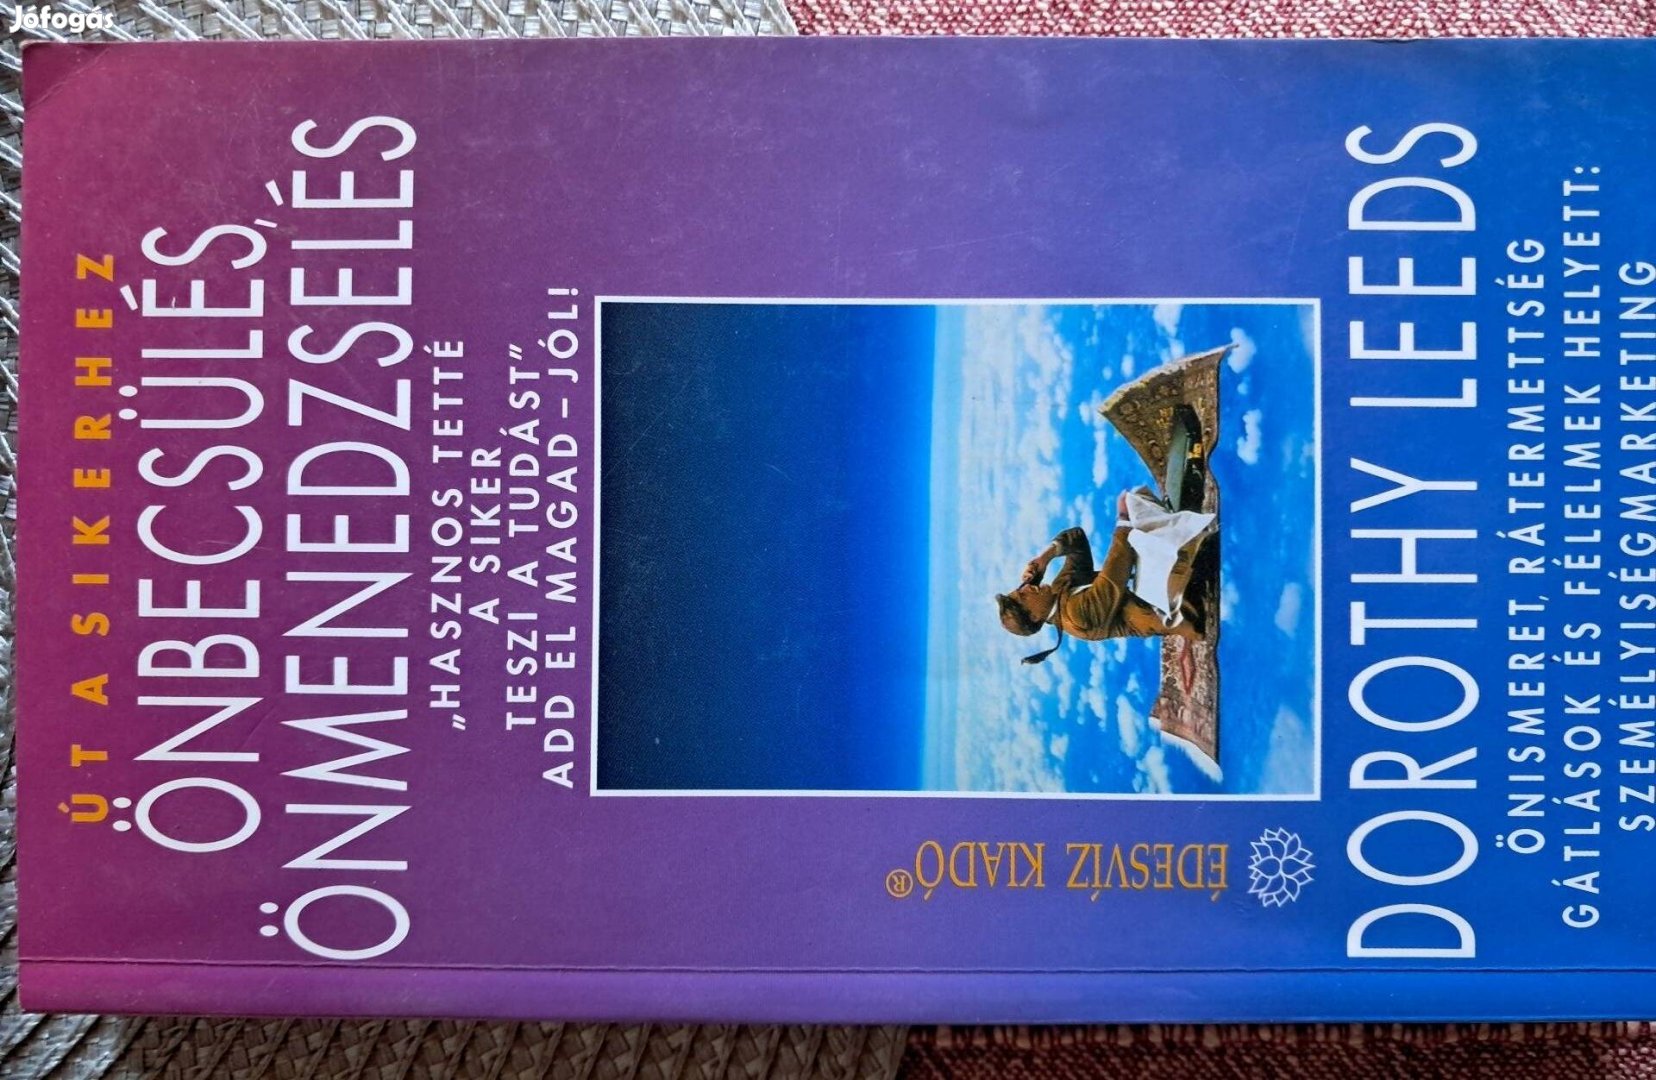 Jófogás
ÚT A SIKERHEZ
ÖNBECSÜLÉS,
ÖNMENEDZSELÉS
„HASZNOS TETTÉ
A SIKER
TESZI A TUDÁST”
ADD EL MAGAD – JÓL!
ÉDESVÍZ KIADÓ®
DOROTHY LEEDS
ÖNISMERET, RÁTERMETTSÉG
GÁTLÁSOK ÉS FÉLELMEK HELYETT:
SZEMÉLYISÉGMARKETING